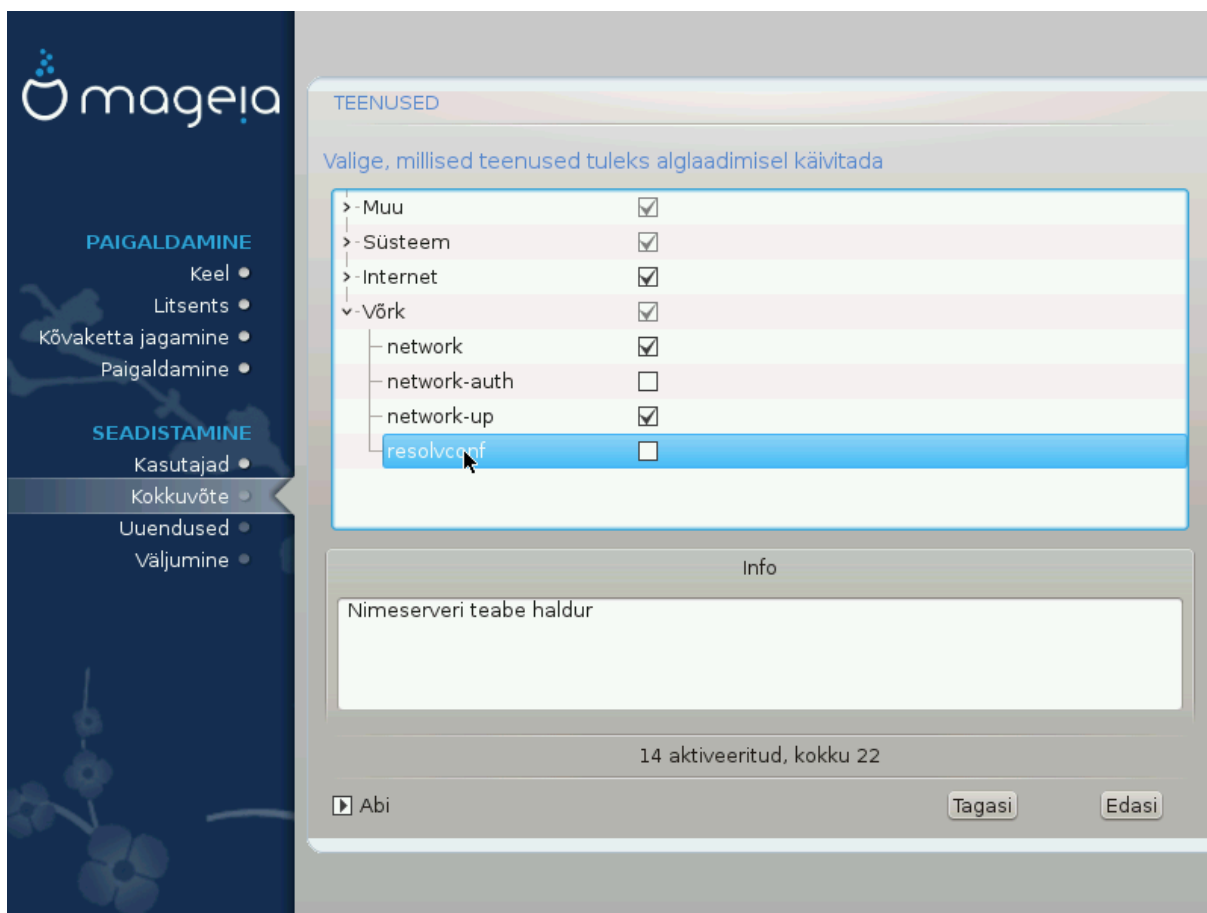 mageia
PAIGALDAMINE
Keel
Litsents
Kõvaketta jagamine
Paigaldamine
SEADISTAMINE
Kasutajad
Kokkuvõte
Uuendused
Väljumine
TEENUSED
Valige, millised teenused tuleks alglaadimisel käivitada
Muu
Süsteem
Internet
Võrk
network
network-auth
network-up
resolvconf
Info
Nimeserveri teabe haldur
14 aktiveeritud, kokku 22
Abi
Tagasi
Edasi